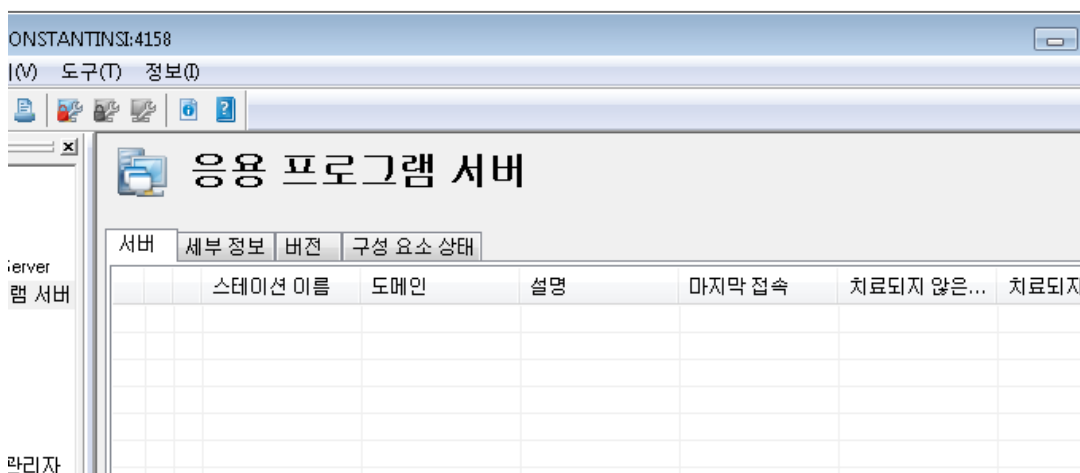 ONSTANTINSI:4158
(V) 도구(T) 정보(I)
응용 프로그램 서버
서버 세부 정보 버전 구성 요소 상태
Server
램 서버
스테이션 이름 도메인 설명 마지막 접속 치료되지 않은... 치료되지
관리자